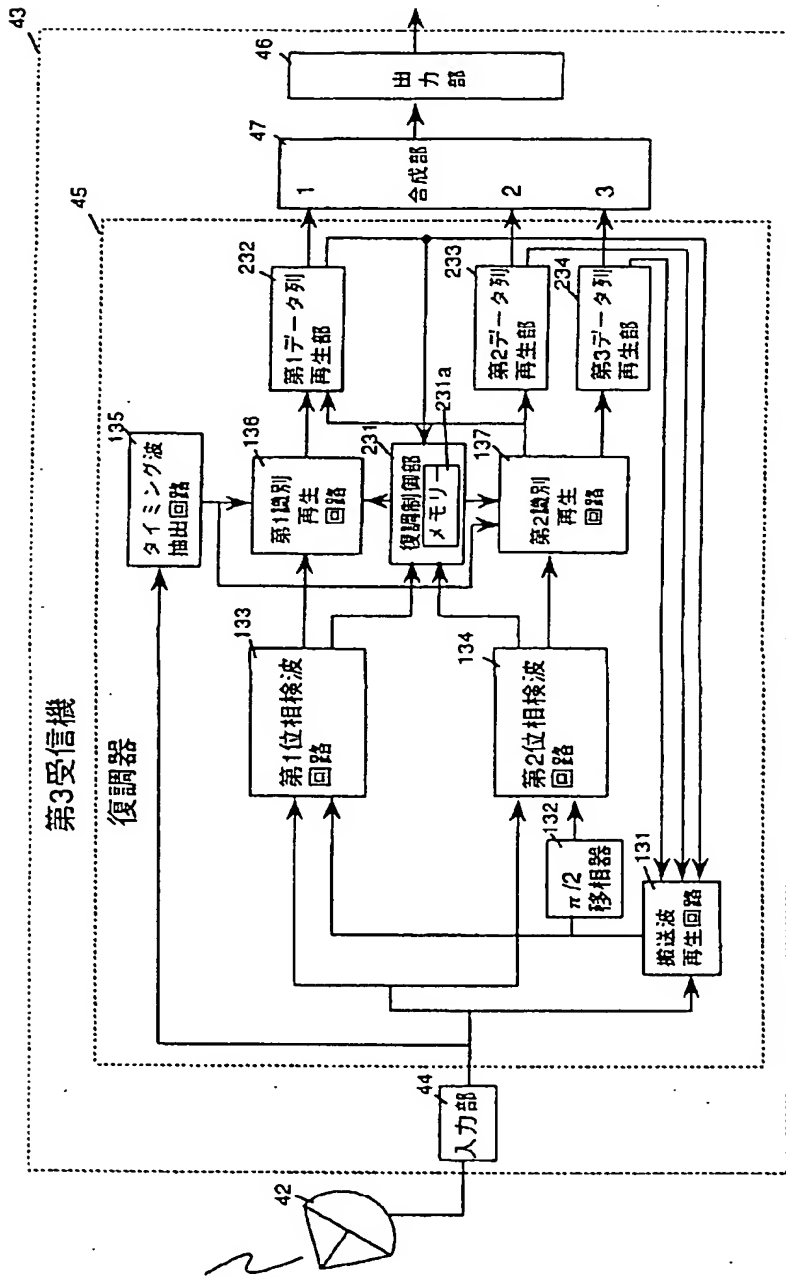 43
第3受信機
45
復調器
42
44
入力部
135
タイミング波
抽出回路
133
第1位相検波
回路
134
第2位相検波
回路
132
π/2
移相器
131
搬送波
再生回路
136
第1識別
再生
回路
231
復調制御部
メモリー
231a
137
第2識別
再生
回路
232
第1データ列
再生部
233
第2データ列
再生部
234
第3データ列
再生部
47
1
合成部
2
3
46
出力部